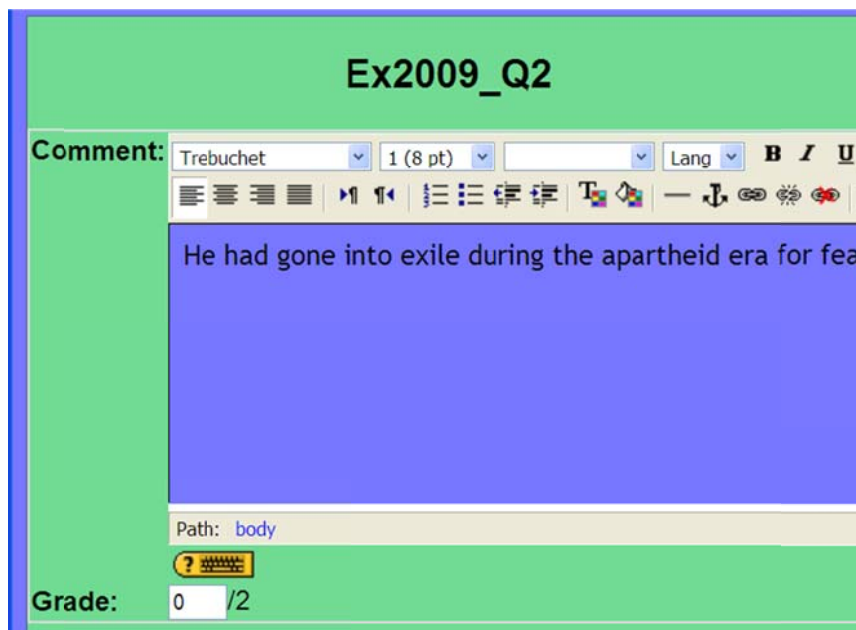 Ex2009_Q2
Comment: Trebuchet 1 (8 pt) Lang B I U
He had gone into exile during the apartheid era for fea
Path: body
?
Grade: 0 /2